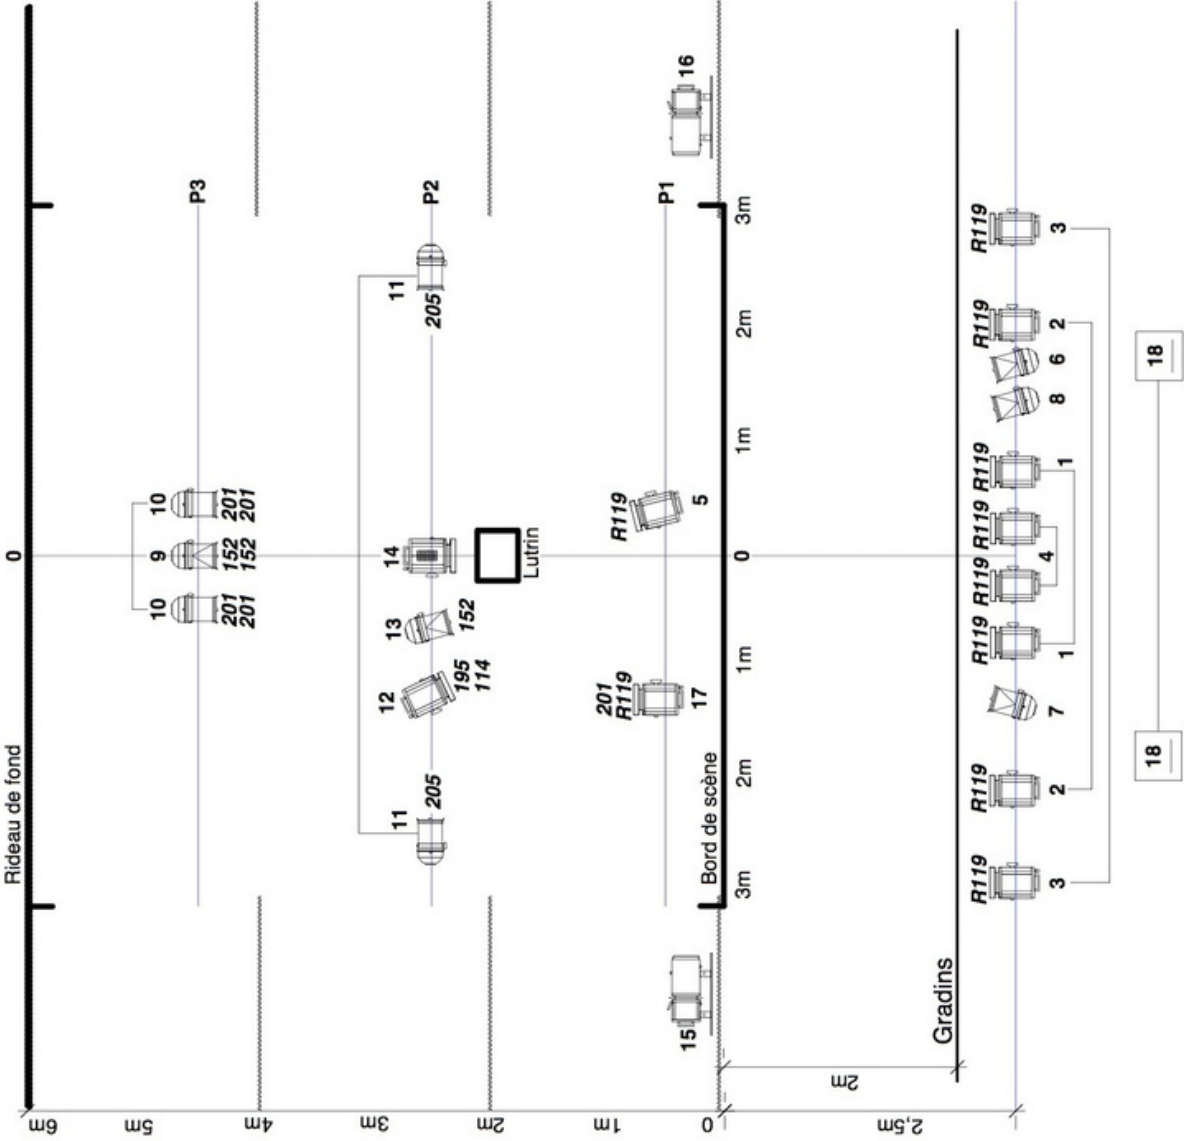 Rideau de fond
0
6m
5m
4m
3m
2m
1m
0
P3
10
9
10
201
201
152
152
201
201
P2
11
11
14
13
12
205
205
152
195
114
Lutrin
P1
R119
5
201
R119
17
16
15
Bord de scène
3m
2m
1m
0
1m
2m
3m
Gradins
2m
2,5m
R119
R119
R119
R119
R119
R119
R119
R119
3
2
7
1
4
1
8
6
2
3
18
18